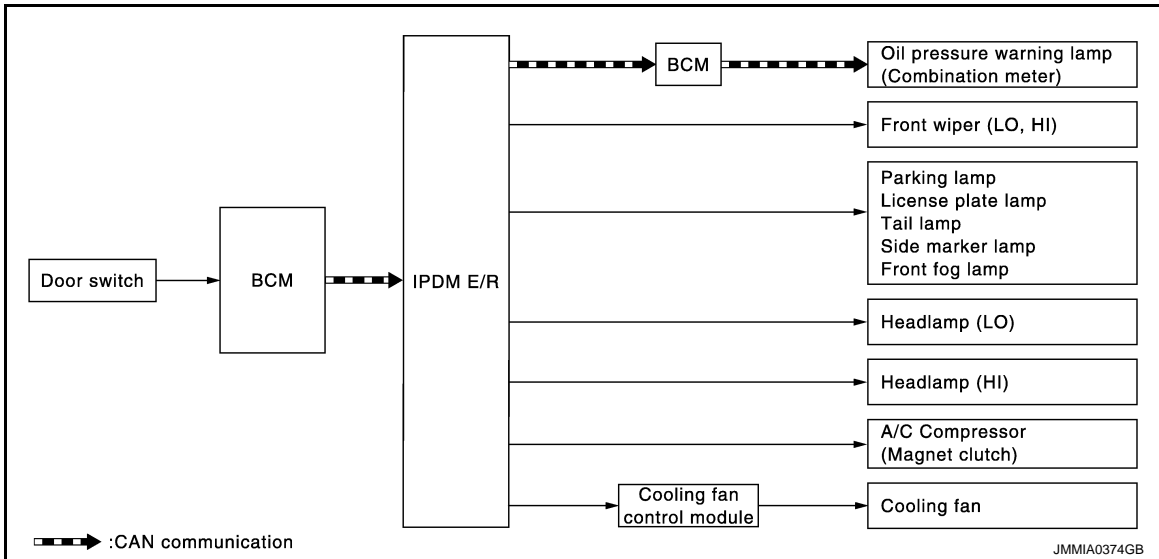 Door switch
BCM
IPDM E/R
BCM
Oil pressure warning lamp
(Combination meter)
Front wiper (LO, HI)
Parking lamp
License plate lamp
Tail lamp
Side marker lamp
Front fog lamp
Headlamp (LO)
Headlamp (HI)
A/C Compressor
(Magnet clutch)
Cooling fan
control module
Cooling fan
:CAN communication
JMMIA0374GB